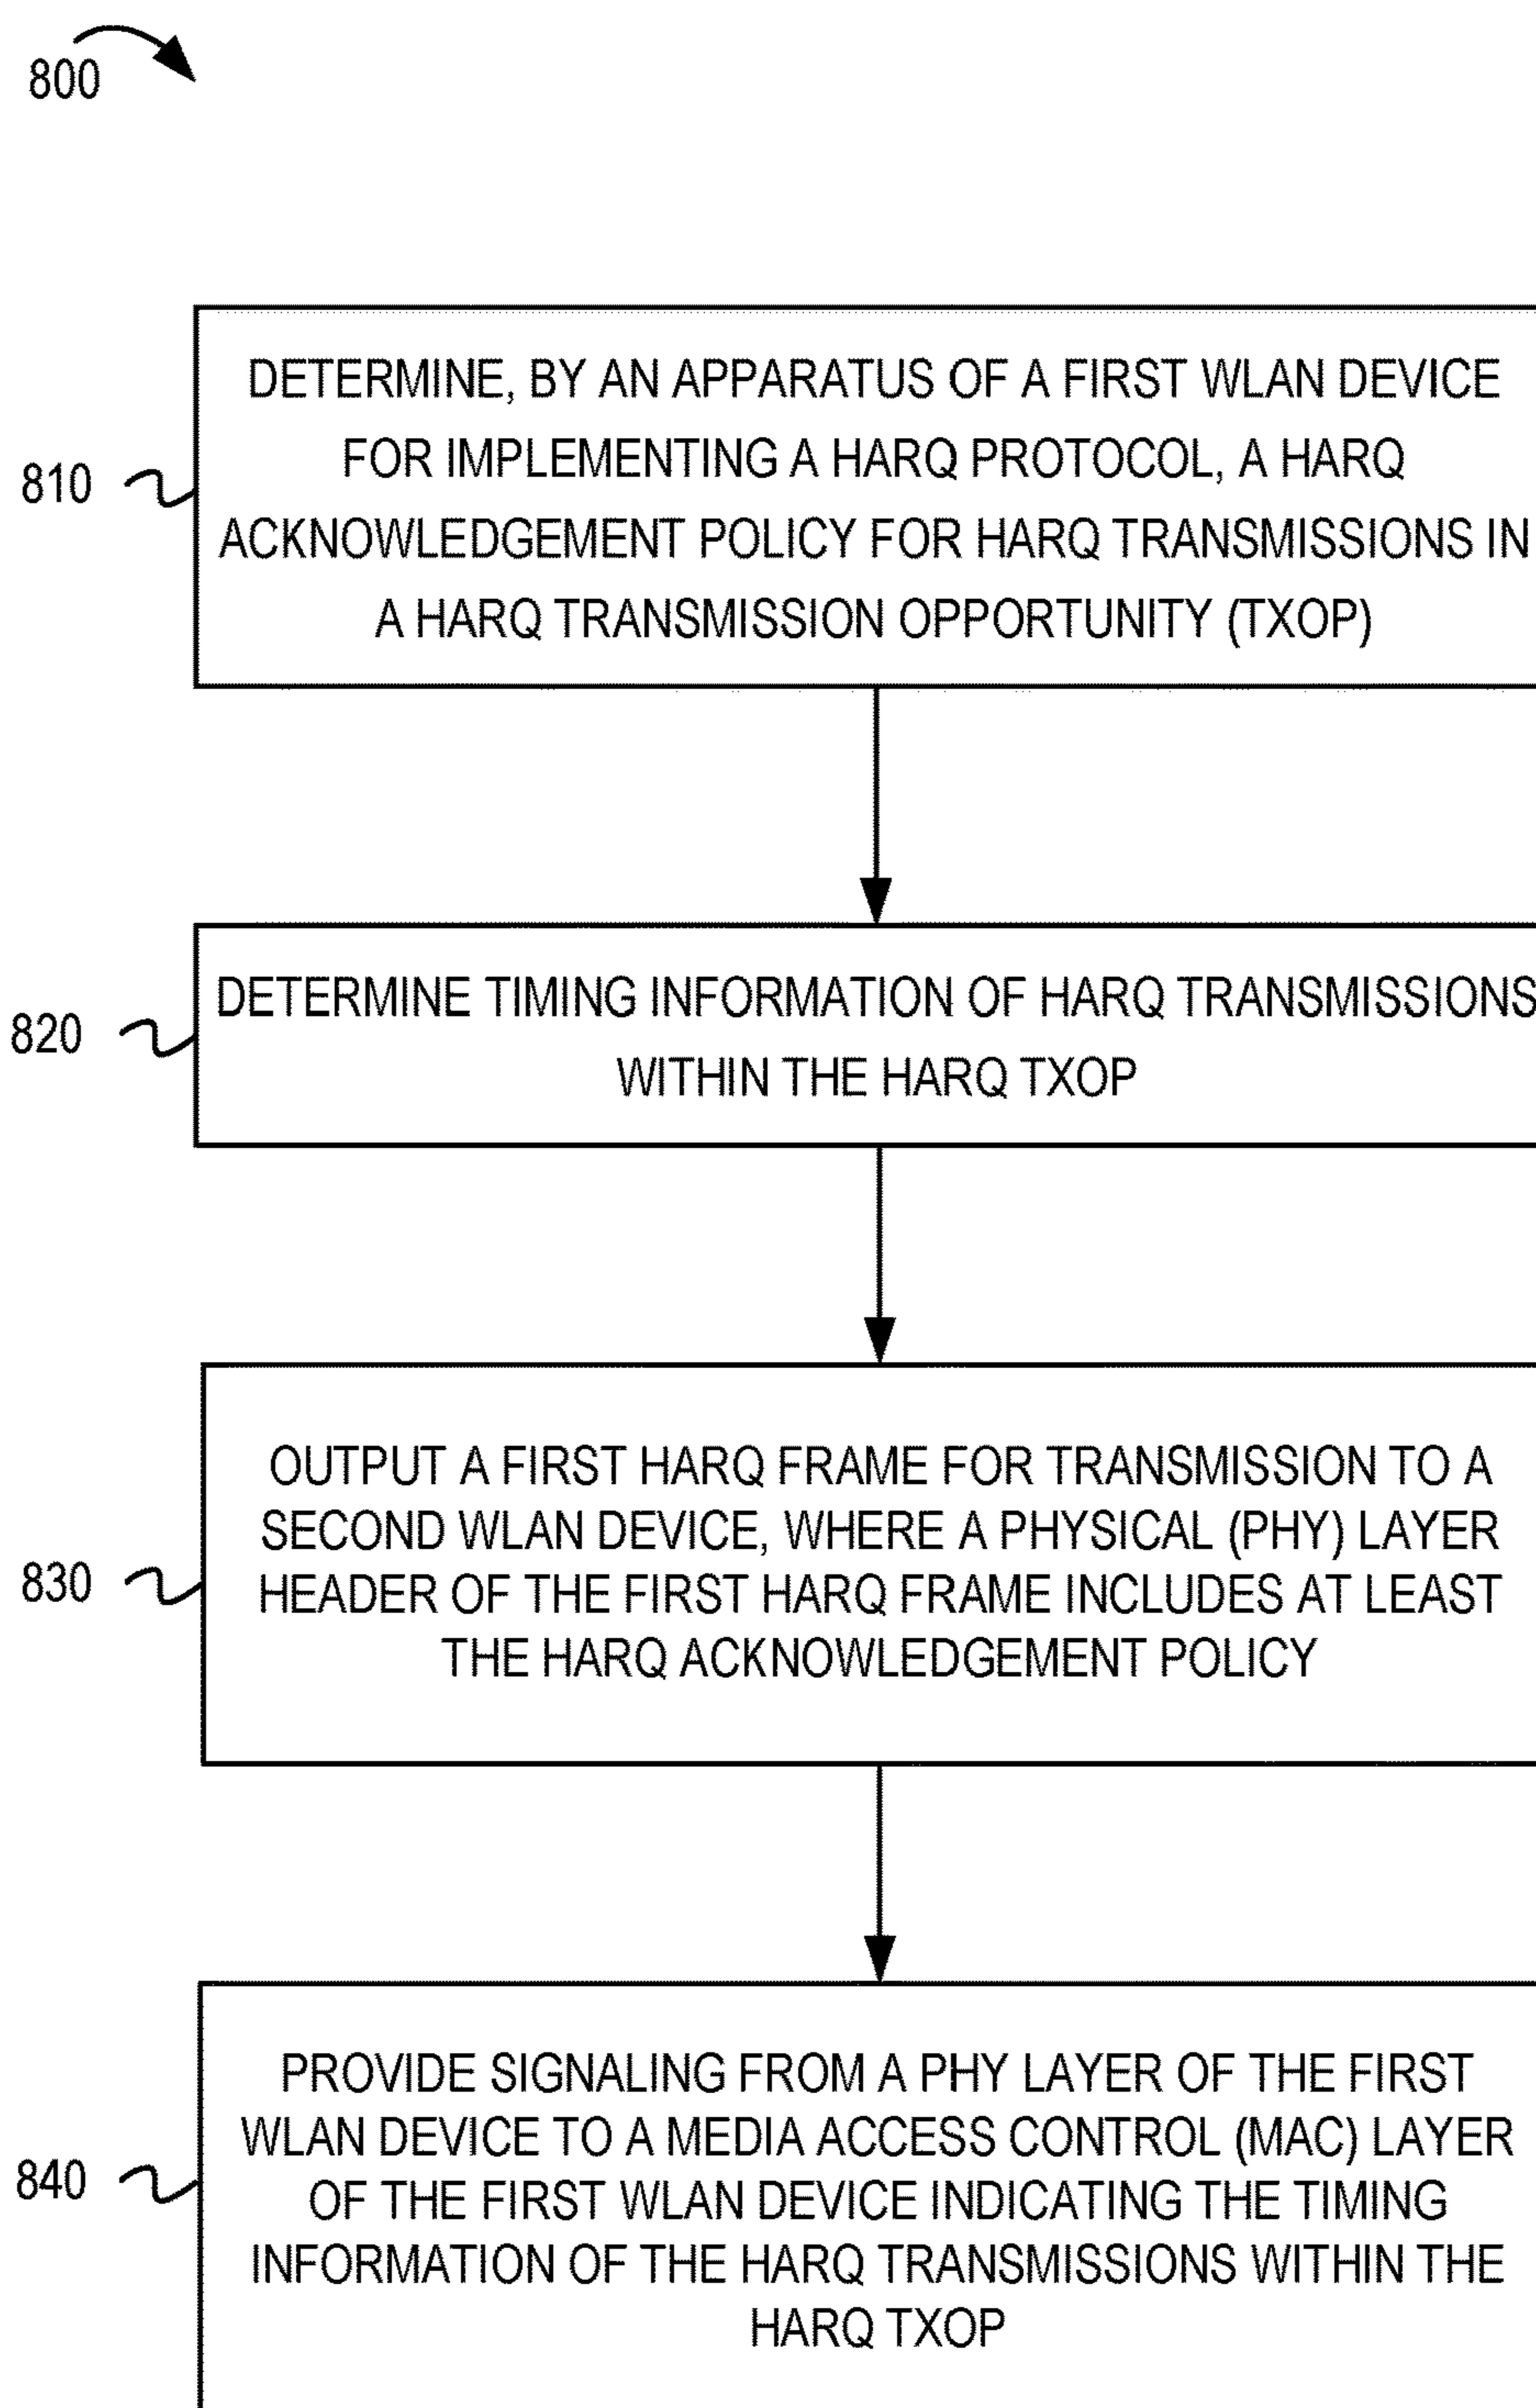 800
810
DETERMINE, BY AN APPARATUS OF A FIRST WLAN DEVICE
FOR IMPLEMENTING A HARQ PROTOCOL, A HARQ
ACKNOWLEDGEMENT POLICY FOR HARQ TRANSMISSIONS IN
A HARQ TRANSMISSION OPPORTUNITY (TXOP)
820
DETERMINE TIMING INFORMATION OF HARQ TRANSMISSIONS
WITHIN THE HARQ TXOP
830
OUTPUT A FIRST HARQ FRAME FOR TRANSMISSION TO A
SECOND WLAN DEVICE, WHERE A PHYSICAL (PHY) LAYER
HEADER OF THE FIRST HARQ FRAME INCLUDES AT LEAST
THE HARQ ACKNOWLEDGEMENT POLICY
840
PROVIDE SIGNALING FROM A PHY LAYER OF THE FIRST
WLAN DEVICE TO A MEDIA ACCESS CONTROL (MAC) LAYER
OF THE FIRST WLAN DEVICE INDICATING THE TIMING
INFORMATION OF THE HARQ TRANSMISSIONS WITHIN THE
HARQ TXOP